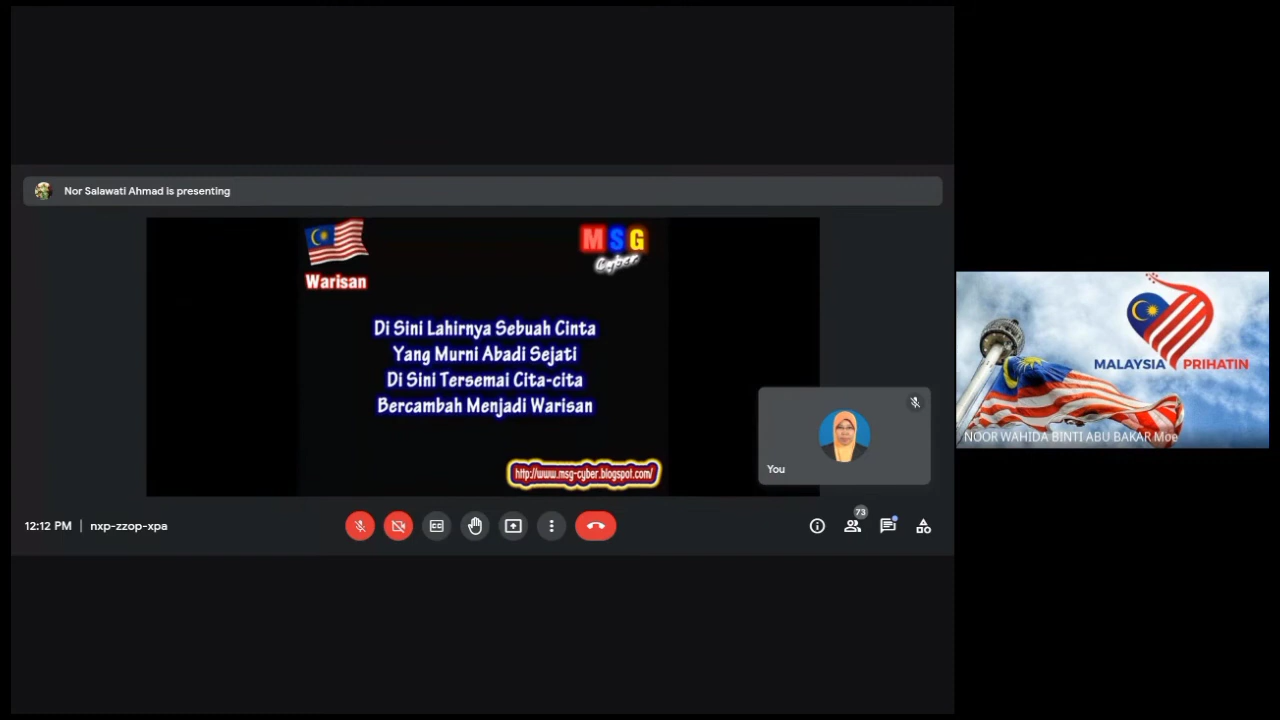 Nor Salawati Ahmad is presenting
Warisan
MSG
Cyber
Di Sini Lahirnya Sebuah Cinta
Yang Murni Abadi Sejati
Di Sini Tersemai Cita-cita
Bercambah Menjadi Warisan
http://www.msg-cyber.blogspot.com/
You
12:12 PM | nxp-zzop-xpa
CC
73
MALAYSIA PRIHATIN
NOOR WAHIDA BINTI ABU BAKAR Moe